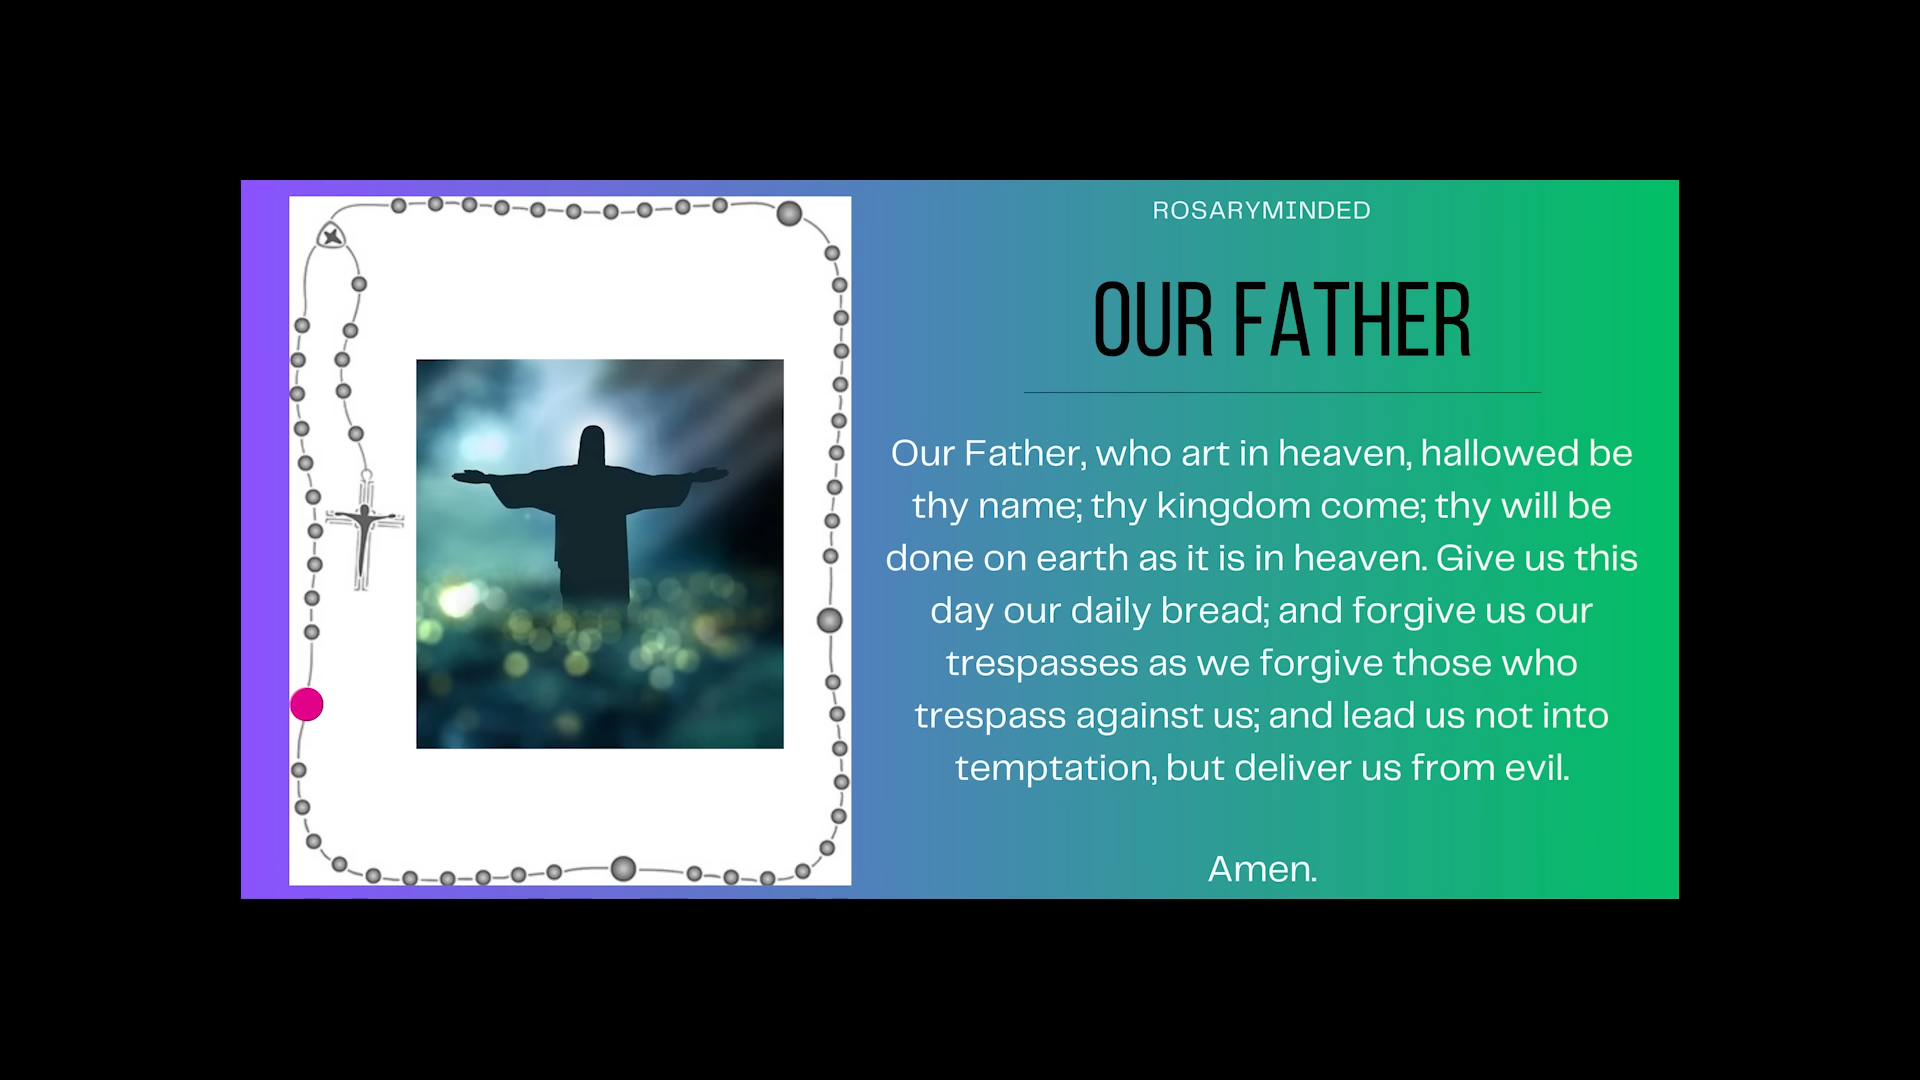 ROSARYMINDED
OUR FATHER
Our Father, who art in heaven, hallowed be
thy name; thy kingdom come; thy will be
done on earth as it is in heaven. Give us this
day our daily bread; and forgive us our
trespasses as we forgive those who
trespass against us; and lead us not into
temptation, but deliver us from evil.
Amen.